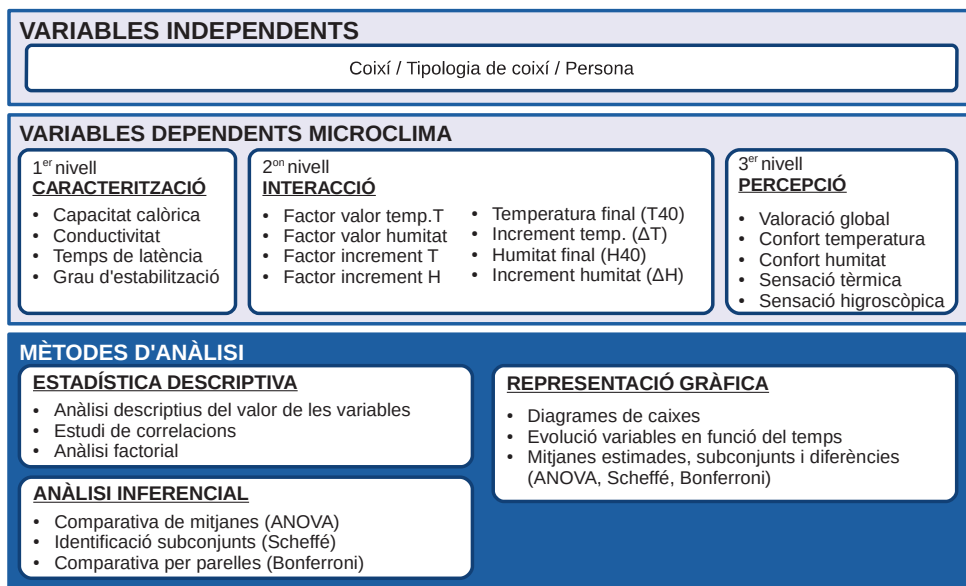 VARIABLES INDEPENDENTS
Coixí / Tipologia de coixí / Persona
VARIABLES DEPENDENTS MICROCLIMA
1er nivell
CARACTERITZACIÓ
• Capacitat calòrica
• Conductivitat
• Temps de latència
• Grau d'estabilització
2on nivell
INTERACCIÓ
• Factor valor temp.T
• Factor valor humitat
• Factor increment T
• Factor increment H
• Temperatura final (T40)
• Increment temp. (ΔT)
• Humitat final (H40)
• Increment humitat (ΔH)
3er nivell
PERCEPCIÓ
• Valoració global
• Confort temperatura
• Confort humitat
• Sensació tèrmica
• Sensació higroscòpica
MÈTODES D'ANÀLISI
ESTADÍSTICA DESCRIPTIVA
• Anàlisi descriptius del valor de les variables
• Estudi de correlacions
• Anàlisi factorial
ANÀLISI INFERENCIAL
• Comparativa de mitjanes (ANOVA)
• Identificació subconjunts (Scheffé)
• Comparativa per parelles (Bonferroni)
REPRESENTACIÓ GRÀFICA
• Diagrames de caixes
• Evolució variables en funció del temps
• Mitjanes estimades, subconjunts i diferències
(ANOVA, Scheffé, Bonferroni)